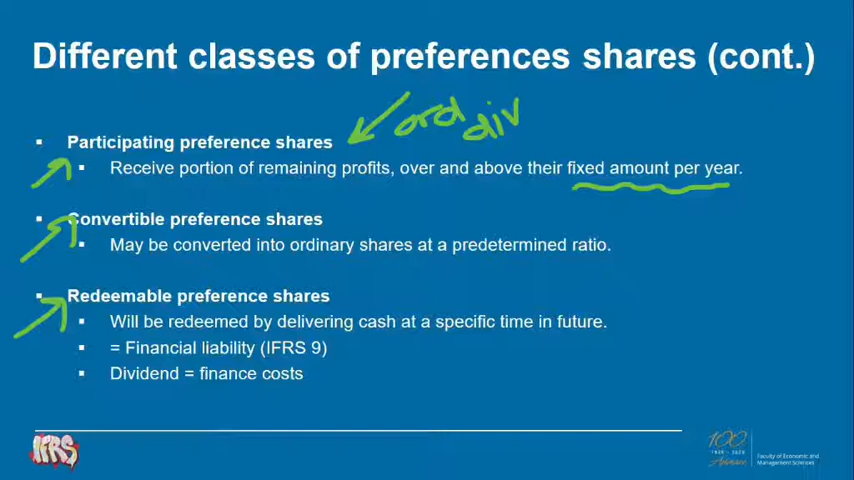 Different classes of preferences shares (cont.)
ord div
▪ Participating preference shares
▪ Receive portion of remaining profits, over and above their fixed amount per year.
▪ Convertible preference shares
▪ May be converted into ordinary shares at a predetermined ratio.
▪ Redeemable preference shares
▪ Will be redeemed by delivering cash at a specific time in future.
▪ = Financial liability (IFRS 9)
▪ Dividend = finance costs
IFRS
100
1920 - 2020
Faculty of Economic and
Management Sciences